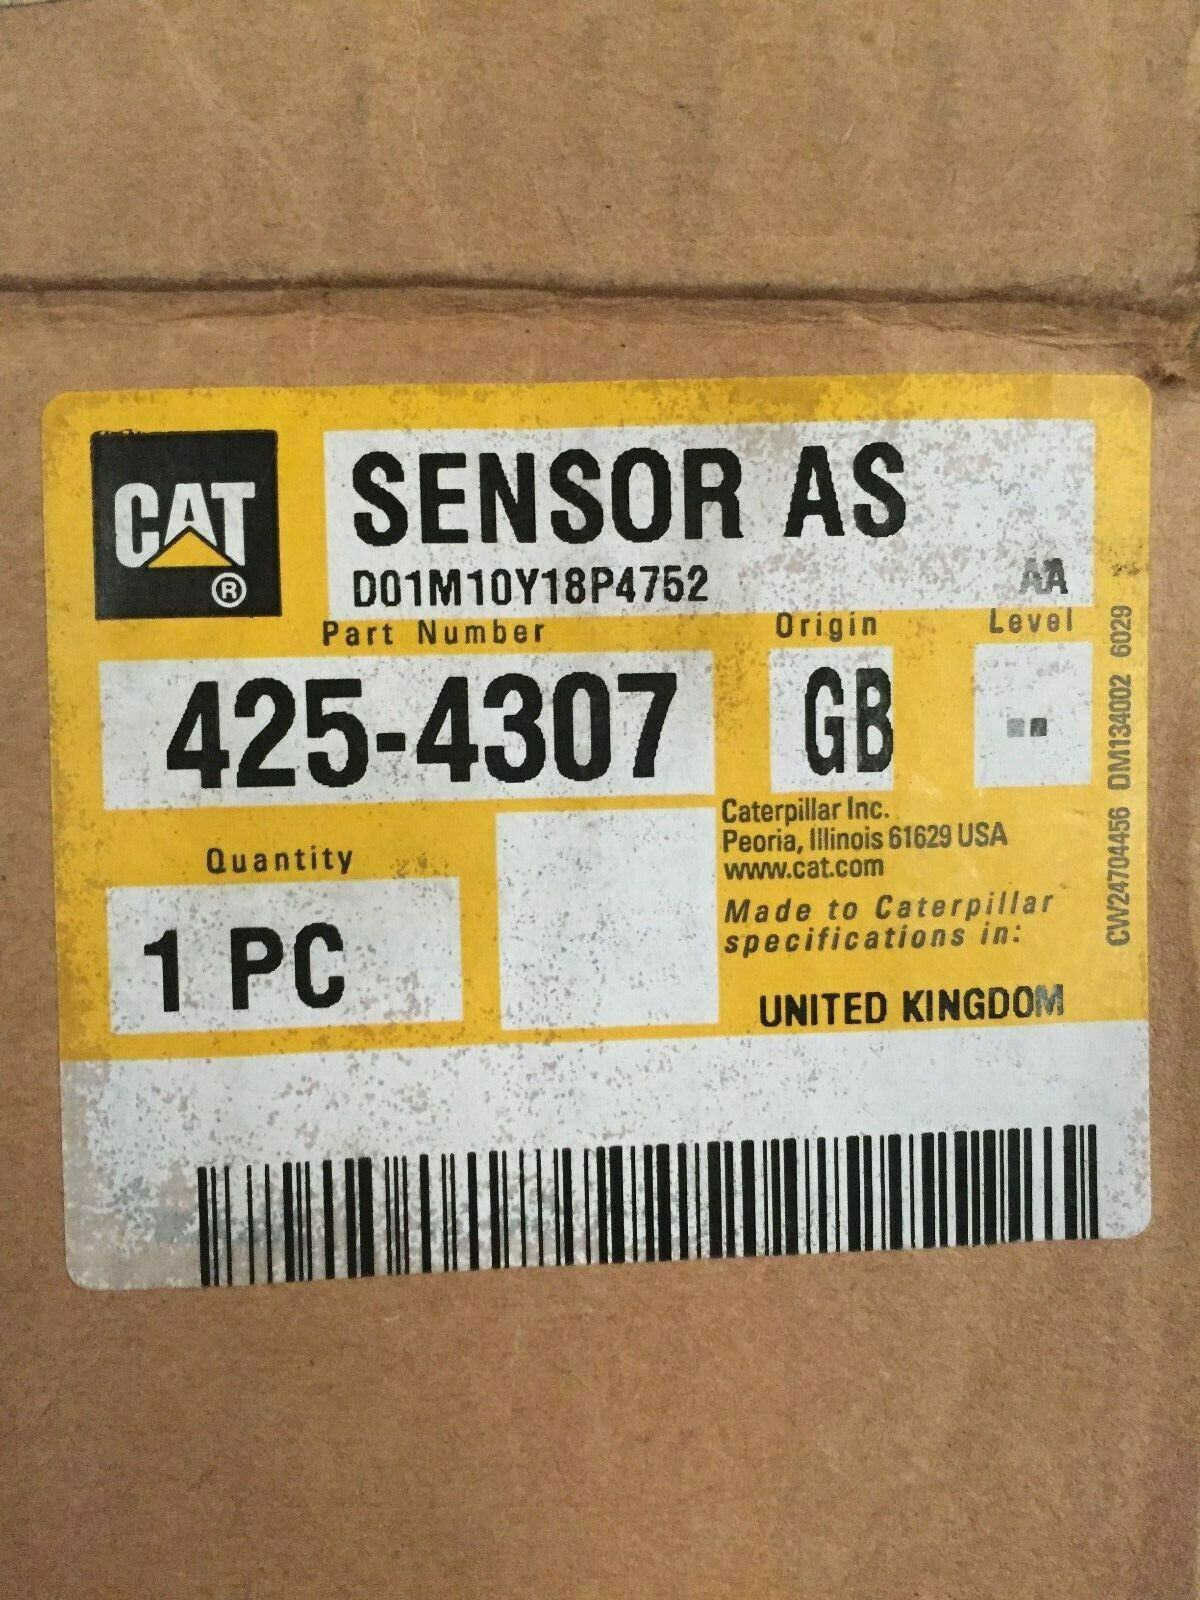 CAT
®
SENSOR AS
D01M10Y18P4752
AA
Part Number
Origin
Level
425-4307
GB
--
Quantity
1 PC
Caterpillar Inc.
Peoria, Illinois 61629 USA
www.cat.com
Made to Caterpillar
specifications in:
UNITED KINGDOM
CW24704456 DM134002 6029